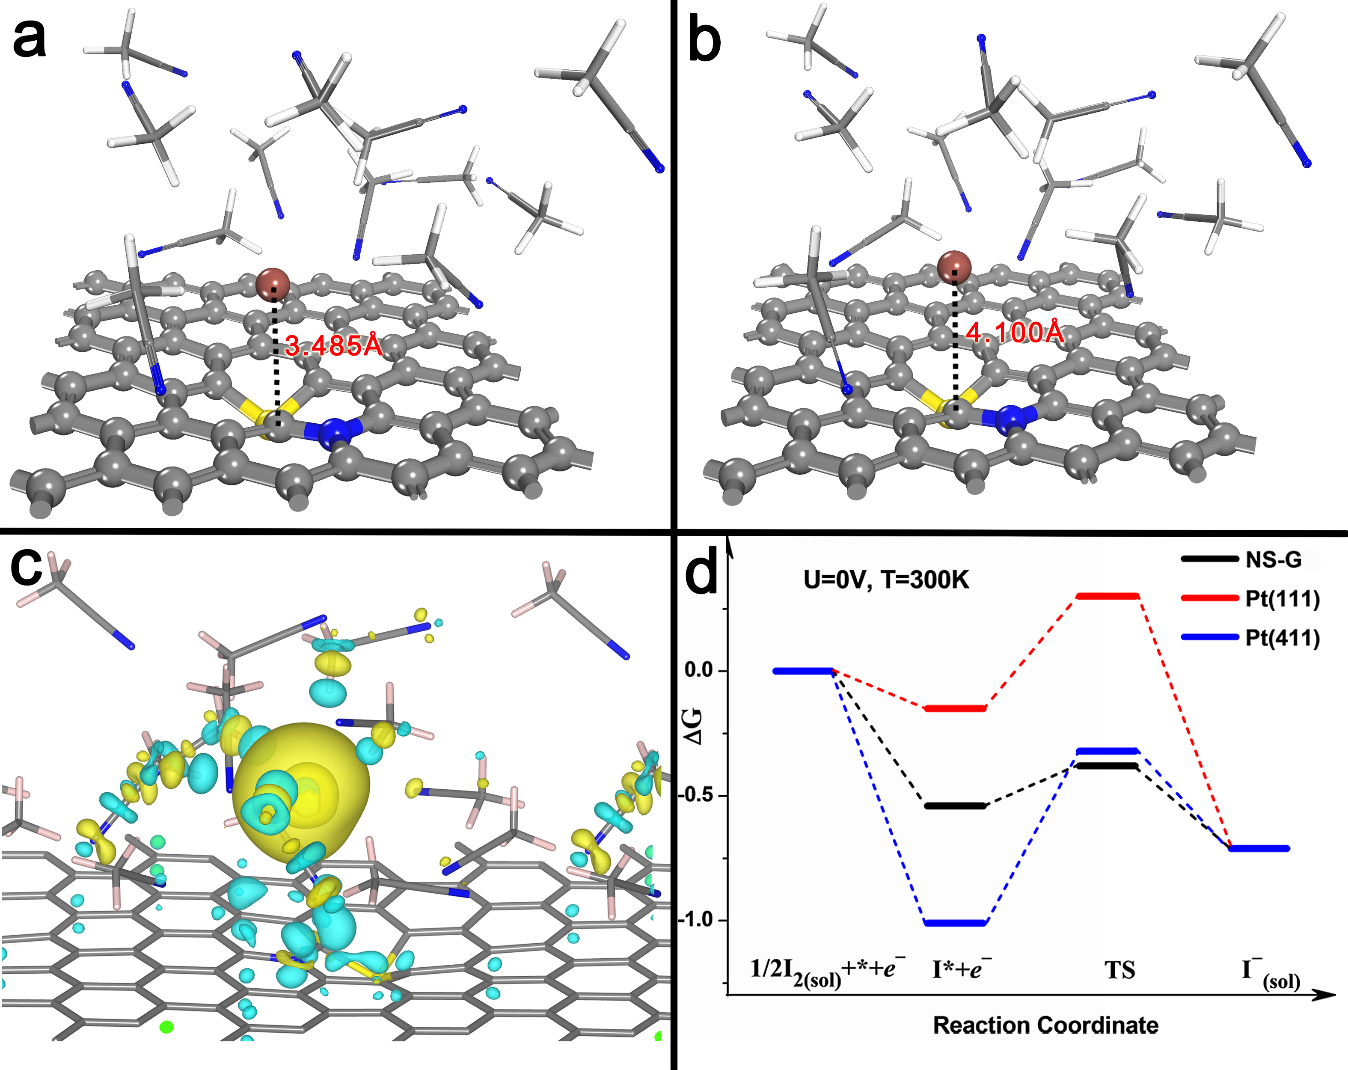 a
3.485Å
b
4.100Å
c
d
U=0V, T=300K
NS-G
Pt(111)
Pt(411)
0.0
-0.5
-1.0
ΔG
1/2I₂₍sol₎+*+e⁻
I*+e⁻
TS
I⁻(sol)
Reaction Coordinate